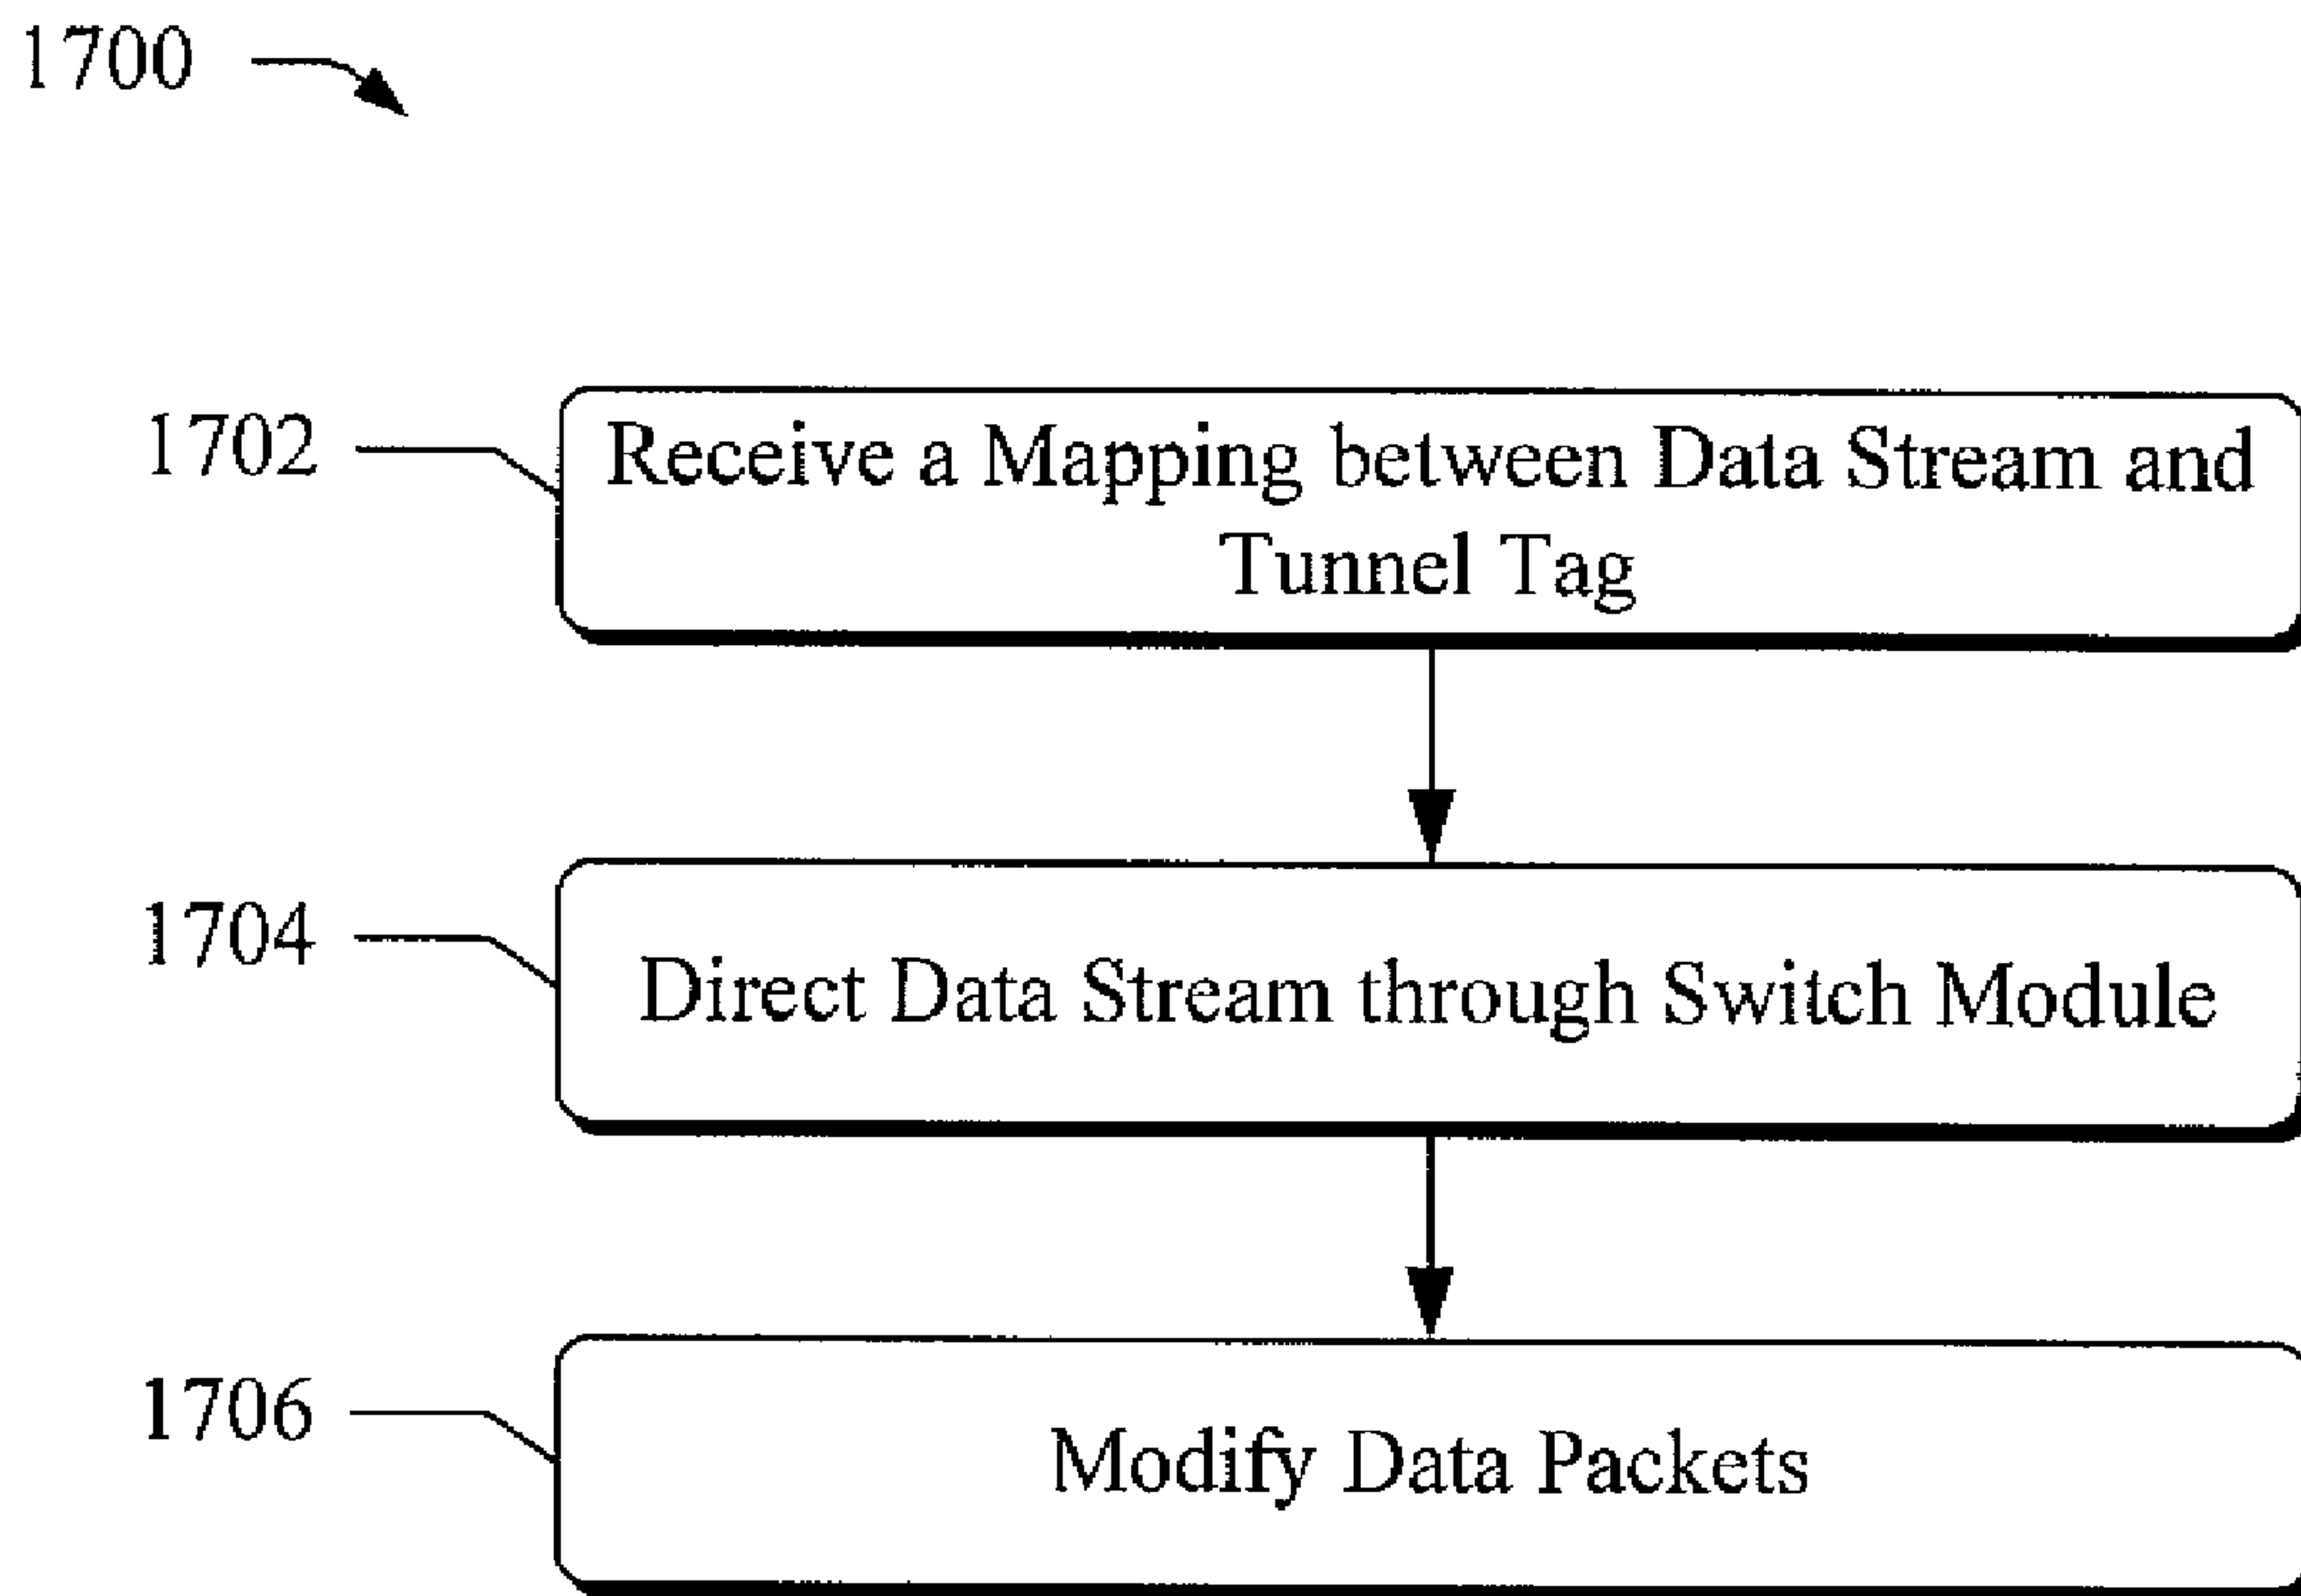 1700
1702
Receive a Mapping between Data Stream and
Tunnel Tag
1704
Direct Data Stream through Switch Module
1706
Modify Data Packets